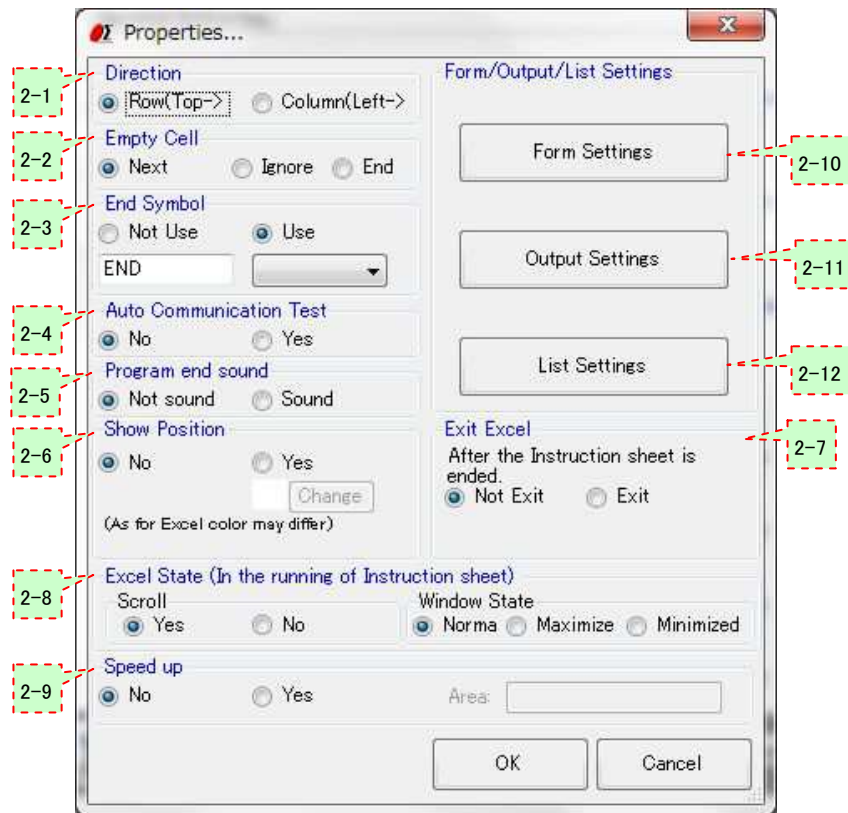 Properties...
2-1
Direction
Row(Top->
Column(Left->
2-2
Empty Cell
Next
Ignore
End
2-3
End Symbol
Not Use
Use
END
2-4
Auto Communication Test
No
Yes
2-5
Program end sound
Not sound
Sound
2-6
Show Position
No
Yes
Change
(As for Excel color may differ)
Form/Output/List Settings
Form Settings
2-10
Output Settings
2-11
List Settings
2-12
Exit Excel
2-7
After the Instruction sheet is
ended.
Not Exit
Exit
2-8
Excel State (In the running of Instruction sheet)
Scroll
Yes
No
Window State
Norma
Maximize
Minimized
2-9
Speed up
No
Yes
Area:
OK
Cancel